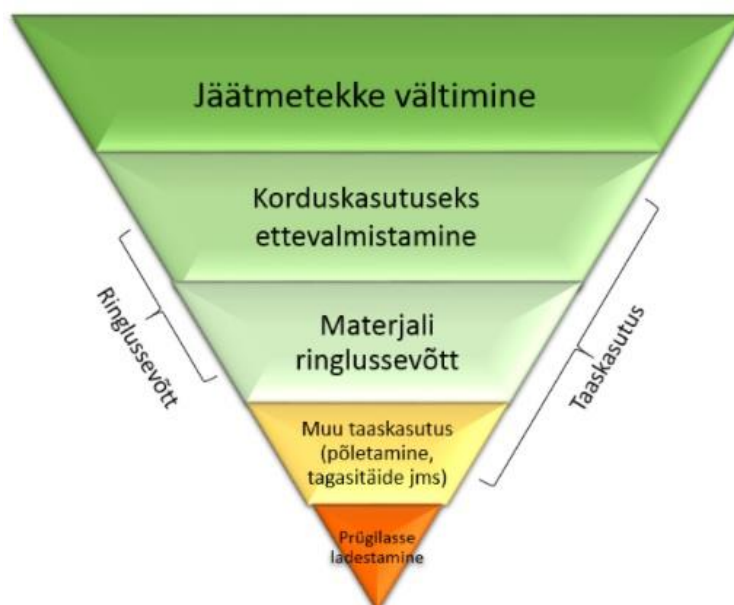 Jäätmetekke vältimine
Korduskasutuseks
ettevalmistamine
Ringlussevõtt
Materjali
ringlussevõtt
Taaskasutus
Muu taaskasutus
(põletamine,
tagasitäide jms)
Prügilasse
ladestamine